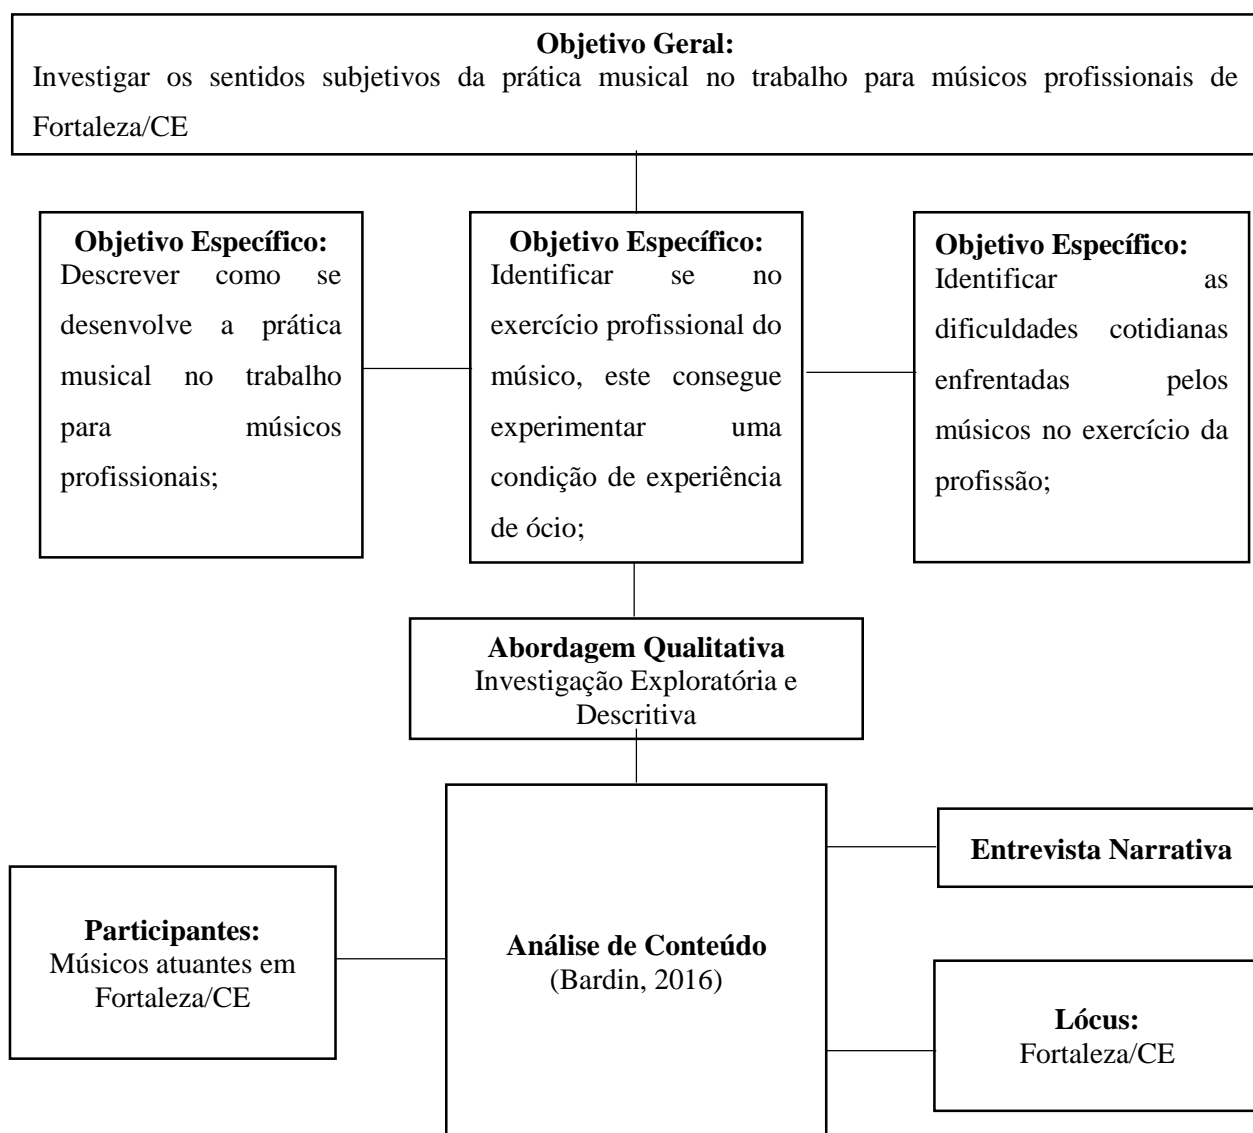 Objetivo Geral:
Investigar os sentidos subjetivos da prática musical no trabalho para músicos profissionais de
Fortaleza/CE
Objetivo Específico:
Descrever como se
desenvolve a prática
musical no trabalho
para músicos
profissionais;
Objetivo Específico:
Identificar se no
exercício profissional do
músico, este consegue
experimentar uma
condição de experiência
de ócio;
Objetivo Específico:
Identificar as
dificuldades cotidianas
enfrentadas pelos
músicos no exercício da
profissão;
Abordagem Qualitativa
Investigação Exploratória e
Descritiva
Participantes:
Músicos atuantes em
Fortaleza/CE
Análise de Conteúdo
(Bardin, 2016)
Entrevista Narrativa
Lócus:
Fortaleza/CE